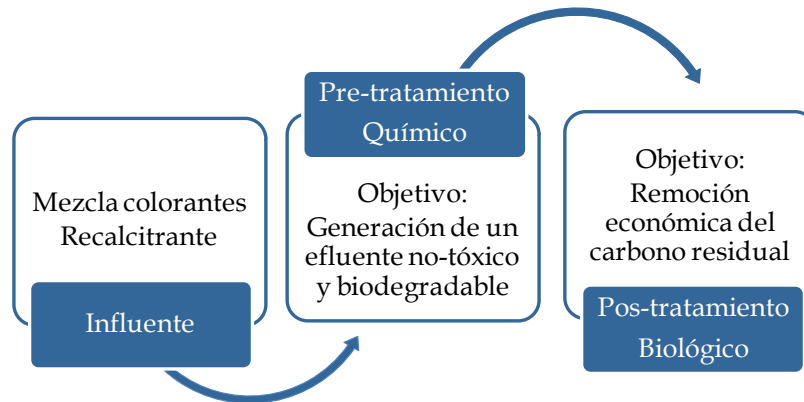 Mezcla colorantes
Recalcitrante
Influente
Pre-tratamiento
Químico
Objetivo:
Generación de un
efluente no-tóxico
y biodegradable
Objetivo:
Remoción
económica del
carbono residual
Pos-tratamiento
Biológico